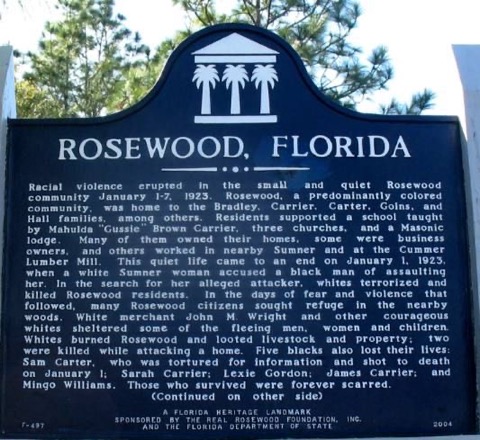 ROSEWOOD, FLORIDA
Racial violence erupted in the small and quiet Rosewood
community January 1-7, 1923. Rosewood, a predominantly colored
community, was home to the Bradley, Carrier, Carter, Goins, and
Hall families, among others. Residents supported a school taught
by Mahulda "Gussie" Brown Carrier, three churches, and a Masonic
lodge. Many of them owned their homes, some were business
owners, and others worked in nearby Sumner and at the Cummer
Lumber Mill. This quiet life came to an end on January 1, 1923,
when a white Sumner woman accused a black man of assaulting
her. In the search for her alleged attacker, whites terrorized and
killed Rosewood residents. In the days of fear and violence that
followed, many Rosewood citizens sought refuge in the nearby
woods. White merchant John M. Wright and other courageous
whites sheltered some of the fleeing men, women and children.
Whites burned Rosewood and looted livestock and property; two
were killed while attacking a home. Five blacks also lost their lives:
Sam Carter, who was tortured for information and shot to death
on January 1; Sarah Carrier; Lexie Gordon; James Carrier; and
Mingo Williams. Those who survived were forever scarred.
(Continued on other side)
A FLORIDA HERITAGE LANDMARK
SPONSORED BY THE REAL ROSEWOOD FOUNDATION, INC.
F-497 AND THE FLORIDA DEPARTMENT OF STATE 2004